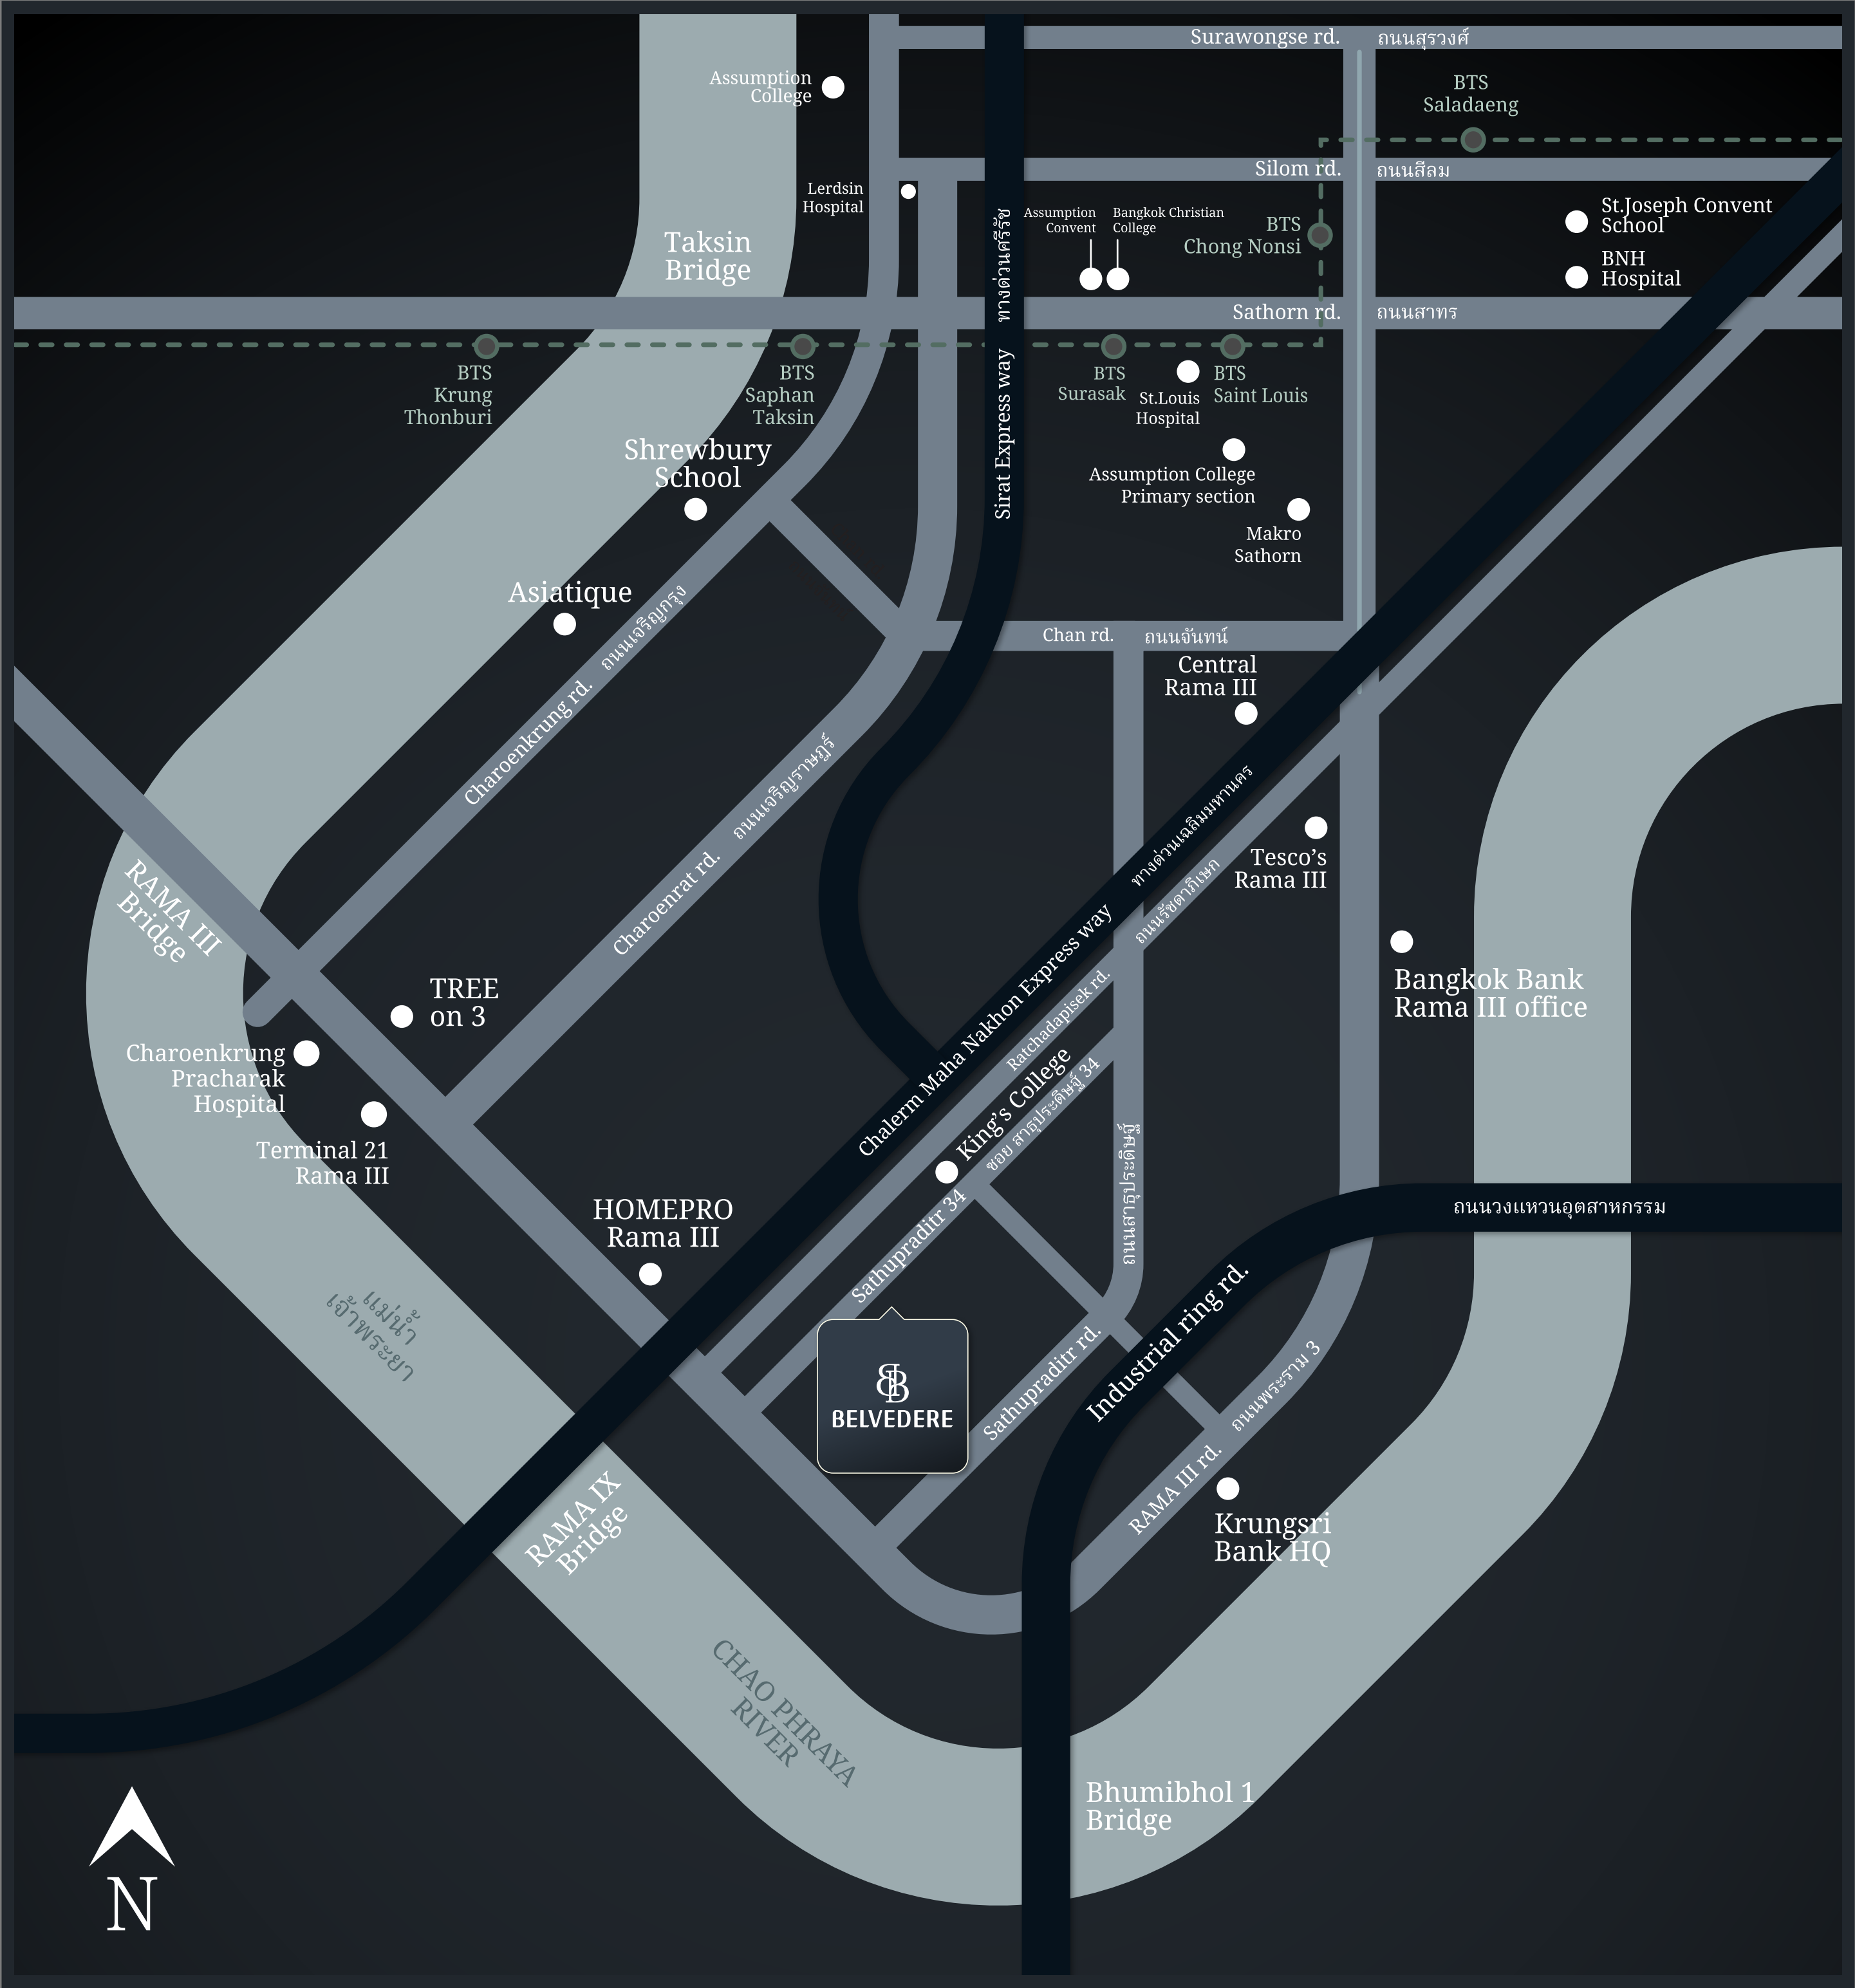 Surawongse rd.
ถนนสุรวงศ์
Assumption
College
BTS
Saladaeng
Silom rd.
ถนนสีลม
Lerdsin
Hospital
Assumption
Convent
Bangkok Christian
College
BTS
Chong Nonsi
St.Joseph Convent
School
BNH
Hospital
Taksin
Bridge
ทางด่วนศรีรัช
Sirat Express way
Sathorn rd.
ถนนสาทร
BTS
Krung
Thonburi
BTS
Saphan
Taksin
BTS
Surasak
St.Louis
Hospital
BTS
Saint Louis
Shrewbury
School
Assumption College
Primary section
Makro
Sathorn
Asiatique
Charoenkrung rd.
ถนนเจริญกรุง
Chan rd.
ถนนจันทน์
Central
Rama III
Charoenrat rd.
ถนนเจริญราษฎร์
Chalerm Maha Nakhon Express way
ทางด่วนเฉลิมมหานคร
Ratchadapisek rd.
ถนนรัชดาภิเษก
Tesco’s
Rama III
RAMA III
Bridge
TREE
on 3
Bangkok Bank
Rama III office
Charoenkrung
Pracharak
Hospital
Terminal 21
Rama III
King’s College
Sathupraditr 34
ซอย สาธุประดิษฐ์ 34
ถนนสาธุประดิษฐ์
HOMEPRO
Rama III
ถนนวงแหวนอุตสาหกรรม
Industrial ring rd.
แม่น้ำ
เจ้าพระยา
BELVEDERE
Sathupraditr rd.
RAMA III rd.
ถนนพระราม 3
RAMA IX
Bridge
Krungsri
Bank HQ
CHAO PHRAYA
RIVER
Bhumibhol 1
Bridge
N